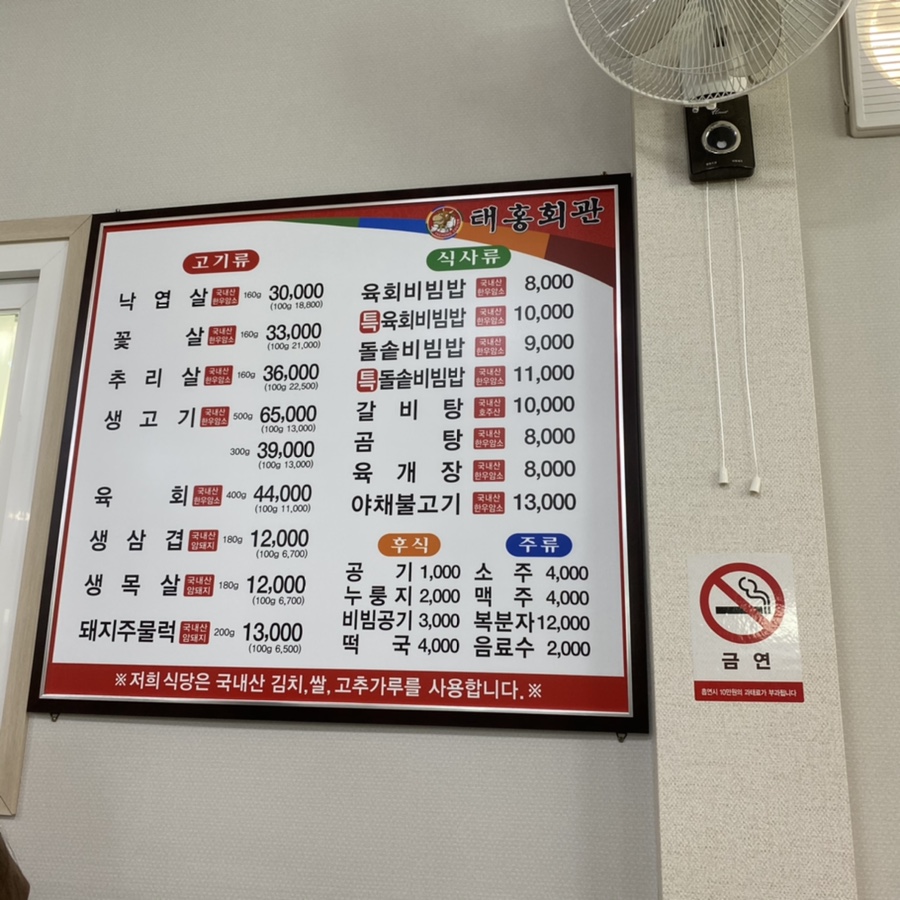 태홍회관
고기류
낙엽살 국내산 한우암소 160g 30,000
(100g 18,800)
꽃살 국내산 한우암소 160g 33,000
(100g 21,000)
추리살 국내산 한우암소 160g 36,000
(100g 22,500)
생고기 국내산 한우암소 500g 65,000
(100g 13,000)
300g 39,000
(100g 13,000)
육회 국내산 한우암소 400g 44,000
(100g 11,000)
생삼겹 국내산 암돼지 180g 12,000
(100g 6,700)
생목살 국내산 암돼지 180g 12,000
(100g 6,700)
돼지주물럭 국내산 암돼지 200g 13,000
(100g 6,500)
식사류
육회비빔밥 국내산 한우암소 8,000
특육회비빔밥 국내산 한우암소 10,000
돌솥비빔밥 국내산 한우암소 9,000
특돌솥비빔밥 국내산 한우암소 11,000
갈비탕 국내산 호주산 10,000
곰탕 국내산 한우암소 8,000
육개장 국내산 한우암소 8,000
야채불고기 국내산 한우암소 13,000
후식
공기 1,000
누룽지 2,000
비빔공기 3,000
떡국 4,000
주류
소주 4,000
맥주 4,000
복분자 12,000
음료수 2,000
※저희 식당은 국내산 김치,쌀,고추가루를 사용합니다.※
금연
흡연시 10만원의 과태료가 부과됩니다